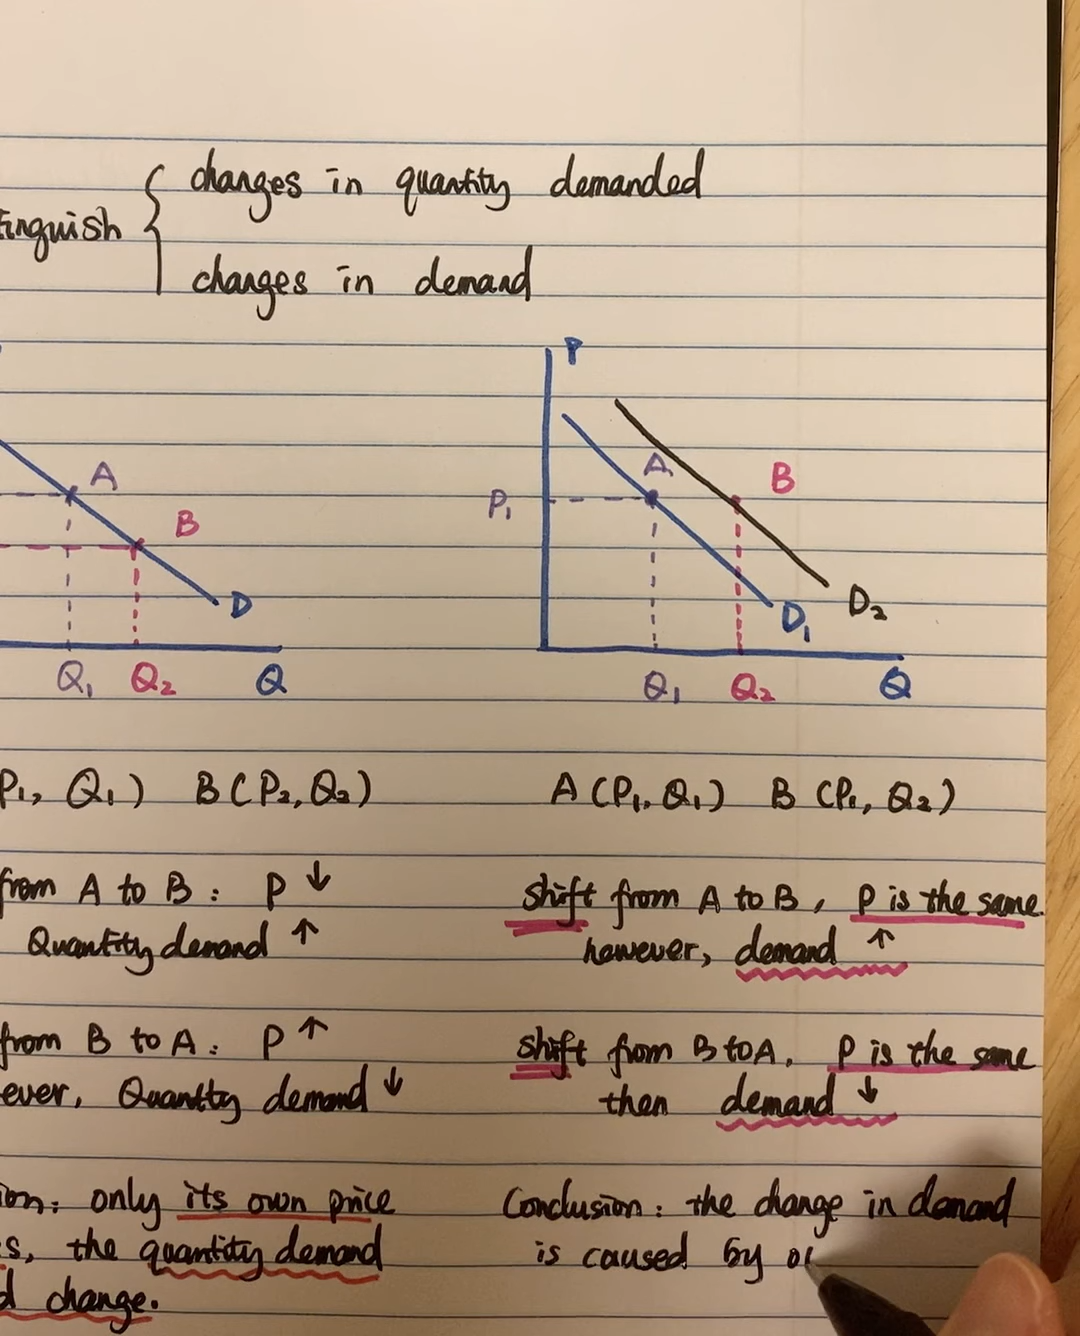 changes in quantity demanded
tinguish
changes in demand
P
A
B
D
Q₁ Q₂ Q
P
A
B
P₁
D₂
D₁
Q₁ Q₂ Q
P₁, Q₁) B (P₂, Q₂)
A (P₁, Q₁) B (P₁, Q₂)
from A to B : P ↓
Quantity demand ↑
shift from A to B, P is the same.
however, demand ↑
from B to A : P ↑
ever, Quantity demand ↓
shift from B to A, P is the same
then demand ↓
ion: only its own price
s, the quantity demand
d change.
Conclusion : the change in demand
is caused by